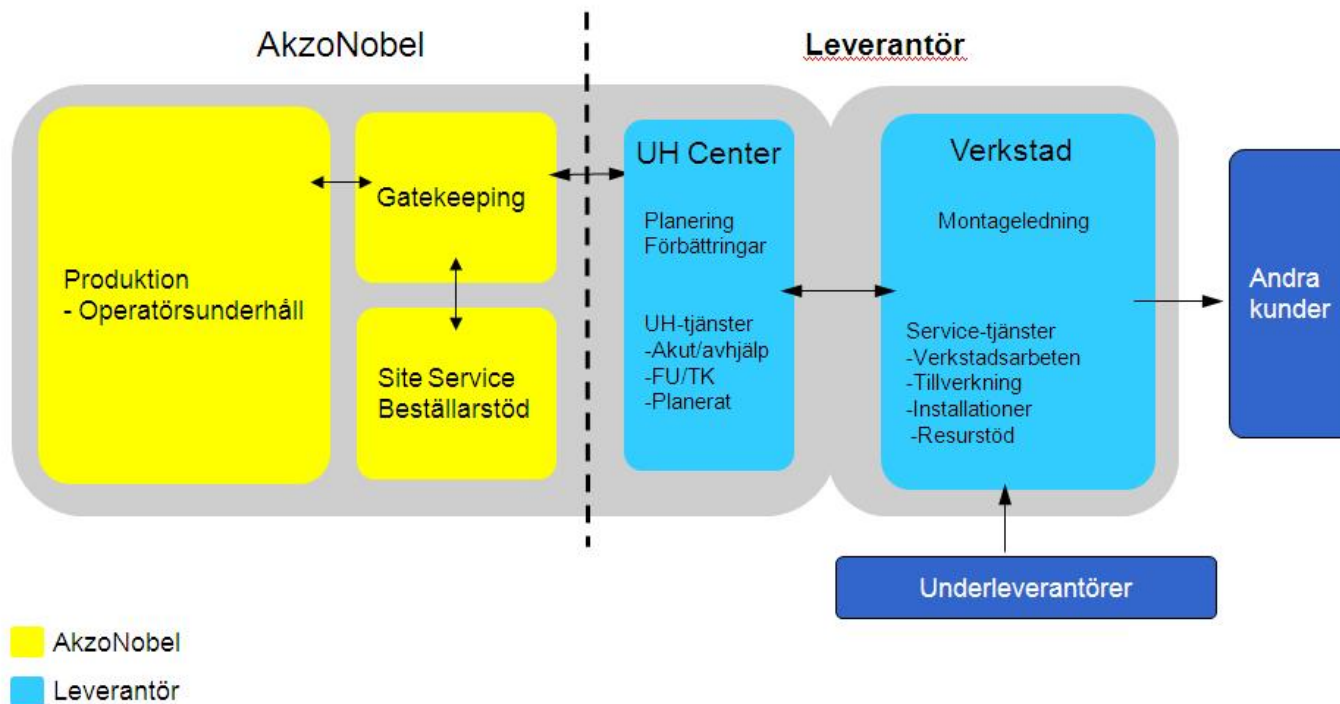 AkzoNobel
Leverantör
Produktion
- Operatörsunderhåll
Gatekeeping
Site Service
Beställarstöd
UH Center
Planering
Förbättringar
UH-tjänster
-Akut/avhjälp
-FU/TK
-Planerat
Verkstad
Montageledning
Service-tjänster
-Verkstadsarbeten
-Tillverkning
-Installationer
-Resurstöd
Andra
kunder
Underleverantörer
AkzoNobel
Leverantör